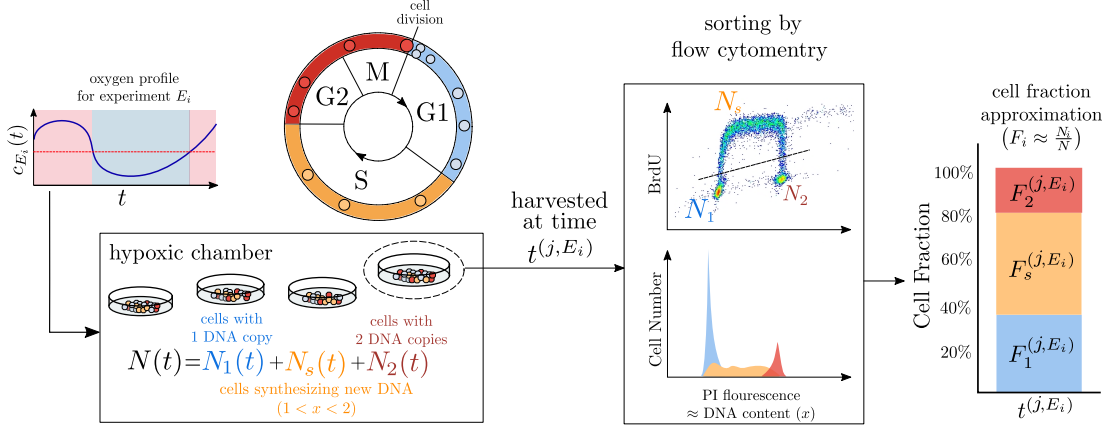 oxygen profile
for experiment $E_i$
$c_{E_i}(t)$
$t$
cell
division
M
G2
G1
S
hypoxic chamber
cells with
1 DNA copy
cells with
2 DNA copies
$N(t) = N_1(t) + N_s(t) + N_2(t)$
cells synthesizing new DNA
$(1 < x < 2)$
harvested
at time
$t^{(j,E_i)}$
sorting by
flow cytomentry
BrdU
$N_s$
$N_1$
$N_2$
Cell Number
PI flourescence
≈ DNA content $(x)$
cell fraction
approximation
$(F_i \approx \frac{N_i}{N})$
Cell Fraction
100%
80%
60%
40%
20%
$F_2^{(j,E_i)}$
$F_s^{(j,E_i)}$
$F_1^{(j,E_i)}$
$t^{(j,E_i)}$